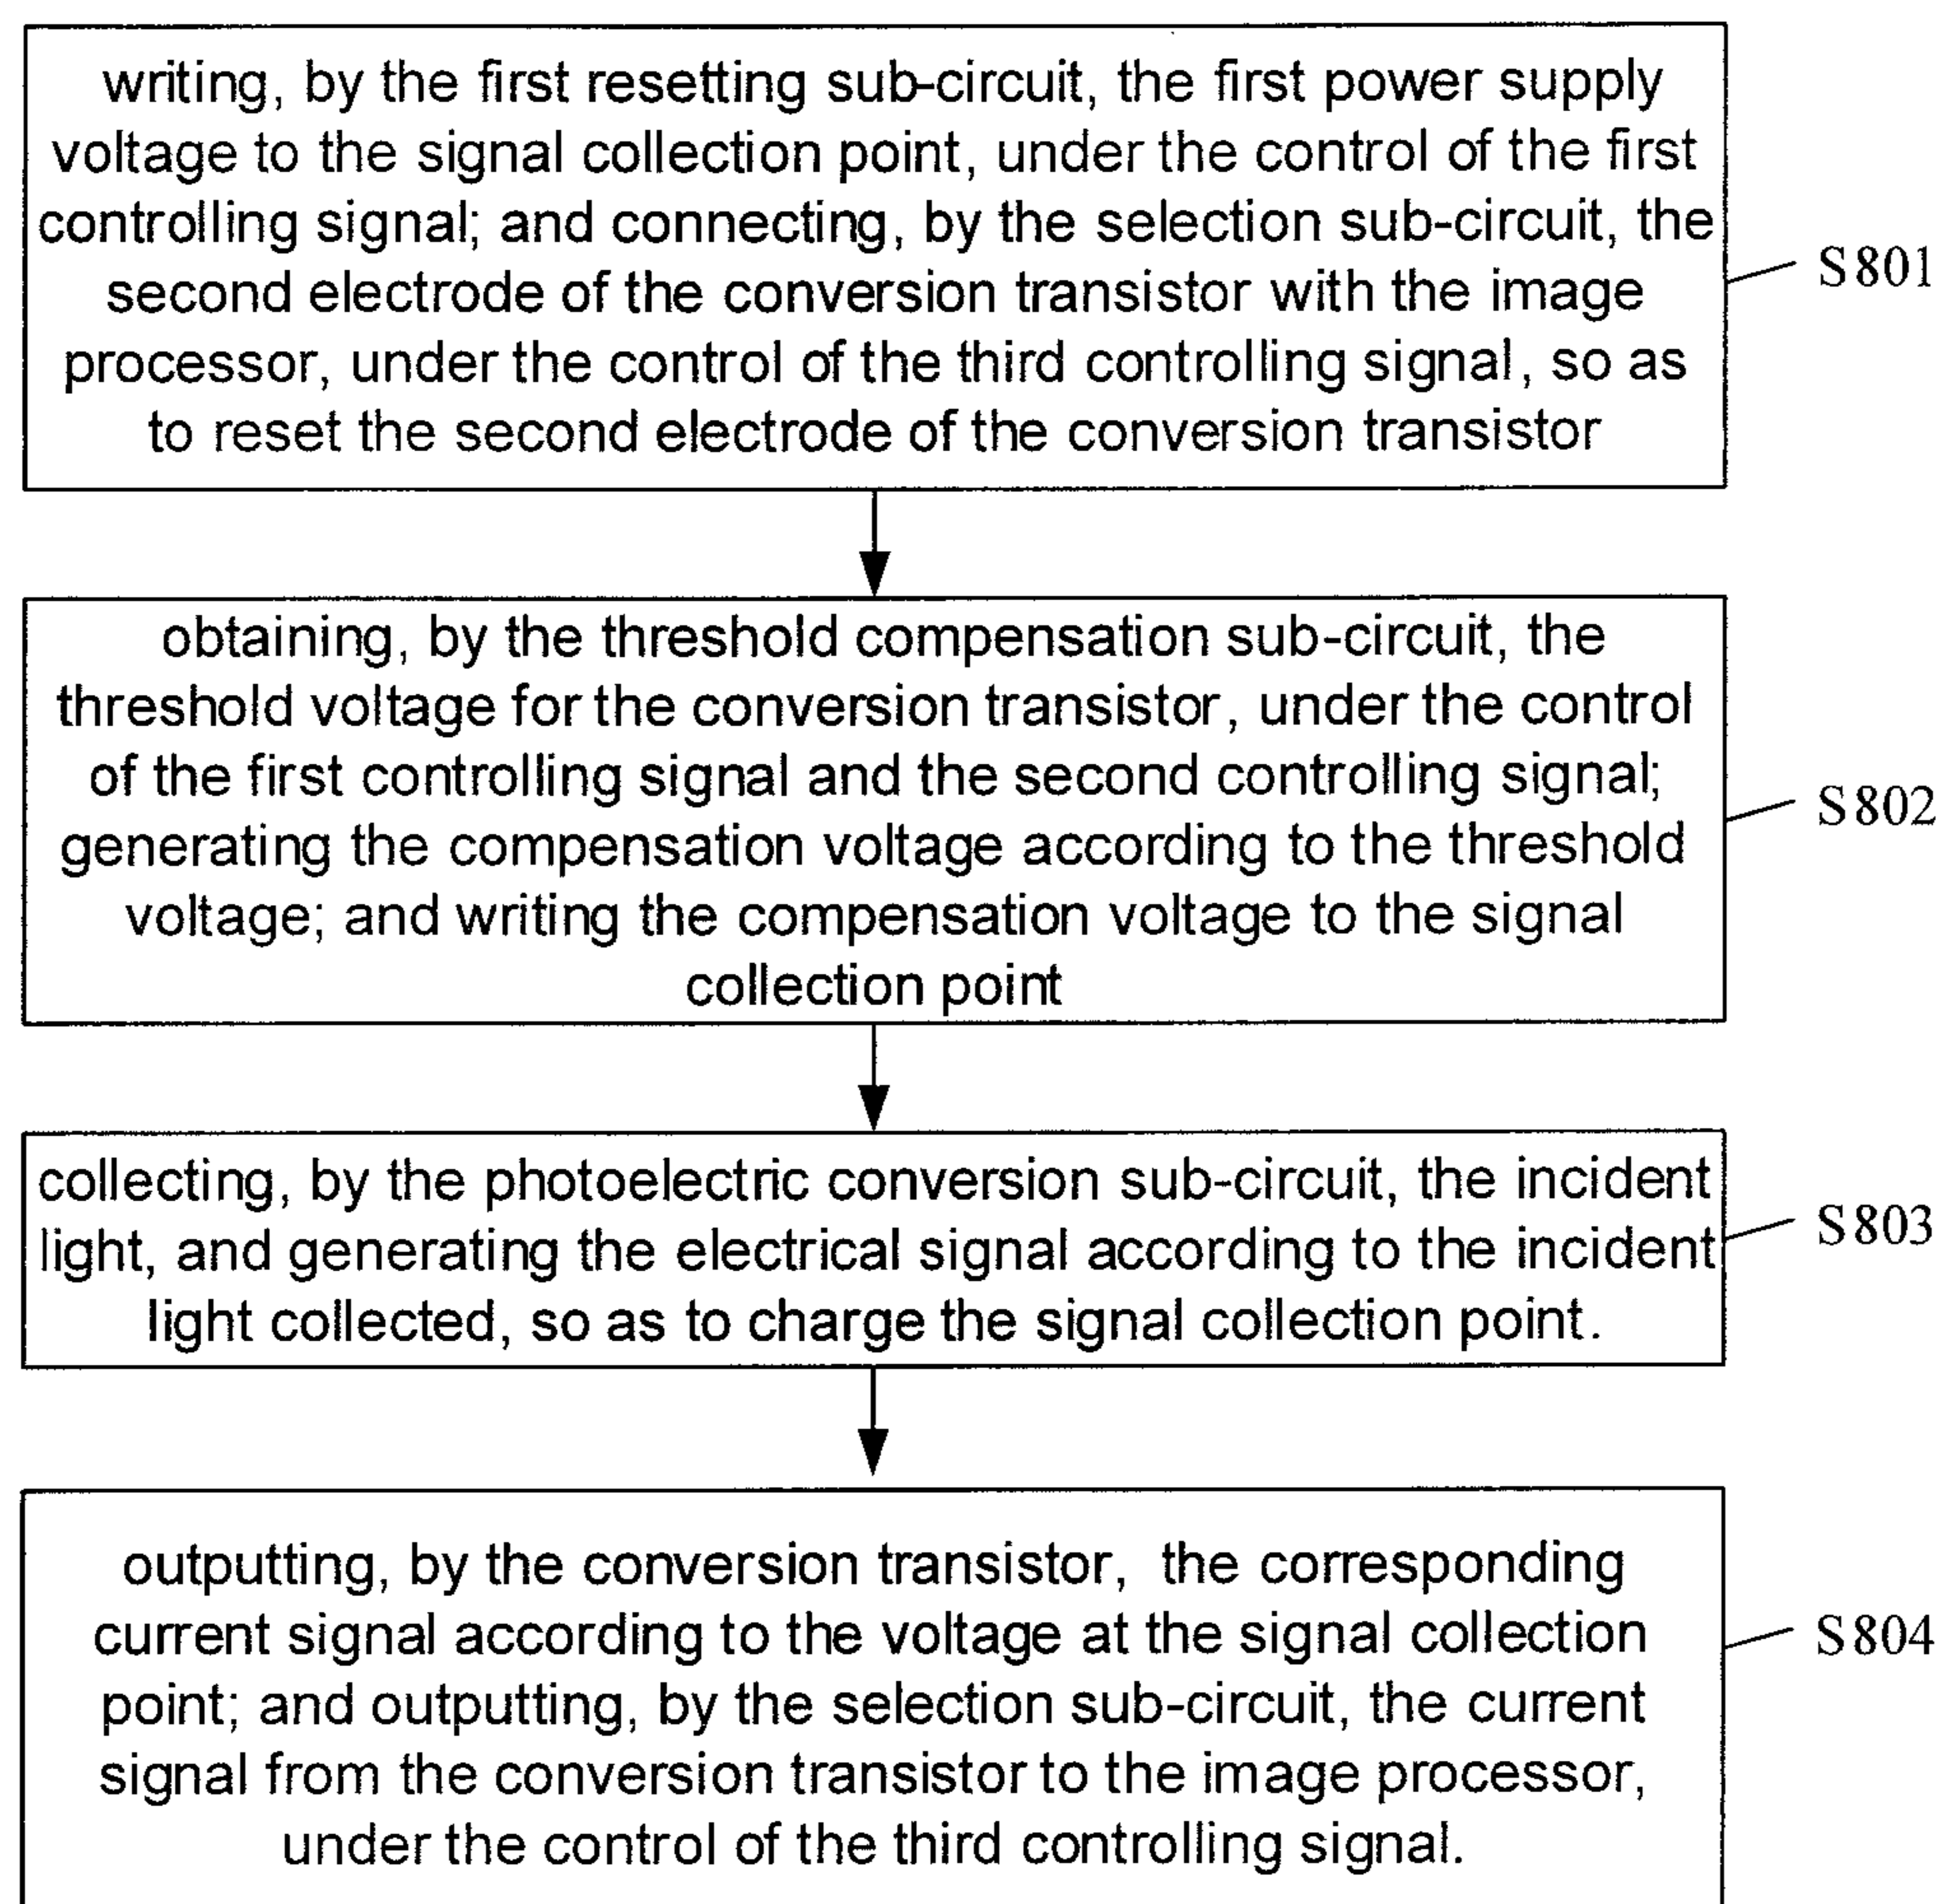 writing, by the first resetting sub-circuit, the first power supply
voltage to the signal collection point, under the control of the first
controlling signal; and connecting, by the selection sub-circuit, the
second electrode of the conversion transistor with the image
processor, under the control of the third controlling signal, so as
to reset the second electrode of the conversion transistor
S801
obtaining, by the threshold compensation sub-circuit, the
threshold voltage for the conversion transistor, under the control
of the first controlling signal and the second controlling signal;
generating the compensation voltage according to the threshold
voltage; and writing the compensation voltage to the signal
collection point
S802
collecting, by the photoelectric conversion sub-circuit, the incident
light, and generating the electrical signal according to the incident
light collected, so as to charge the signal collection point.
S803
outputting, by the conversion transistor, the corresponding
current signal according to the voltage at the signal collection
point; and outputting, by the selection sub-circuit, the current
signal from the conversion transistor to the image processor,
under the control of the third controlling signal.
S804